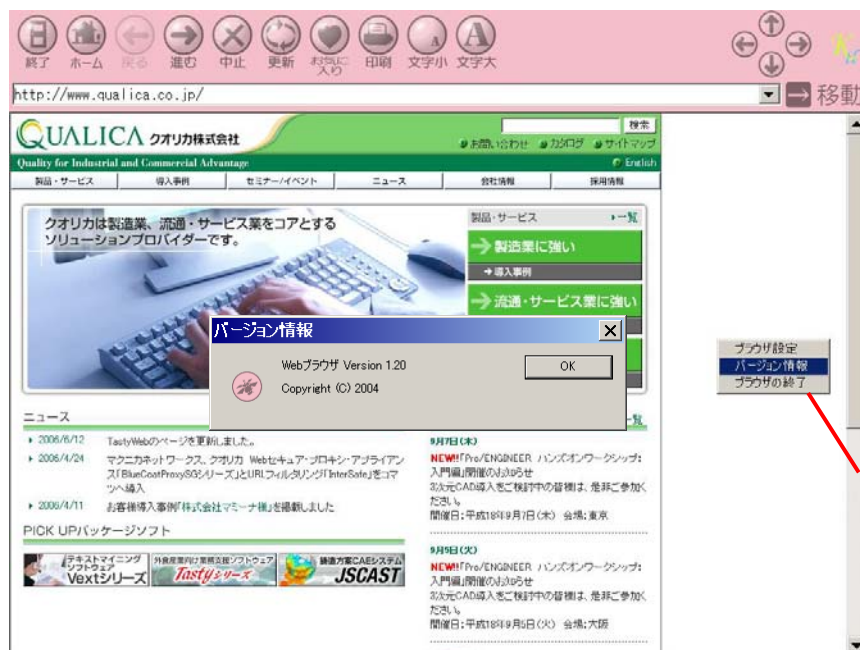 終了 ホーム 戻る 進む 中止 更新 お気に入り 印刷 文字小 文字大
http://www.qualica.co.jp/ 移動
QUALICA クオリカ株式会社
検索
お問い合わせ カタログ サイトマップ
Quality for Industrial and Commercial Advantage
English
製品・サービス 導入事例 セミナー/イベント ニュース 会社情報 採用情報
クオリカは製造業、流通・サービス業をコアとする
ソリューションプロバイダーです。
製品・サービス 一覧
製造業に強い
導入事例
流通・サービス業に強い
バージョン情報
Webブラウザ Version 1.20
Copyright (C) 2004
OK
ブラウザ設定
バージョン情報
ブラウザの終了
ニュース
2006/6/12 TastyWebのページを更新しました。
2006/4/24 マクニカネットワークス、クオリカ Webセキュア・プロキシ・アプライアン
ス「BlueCoatProxySGシリーズ」とURLフィルタリング「InterSafe」をコマ
ツへ導入
2006/4/11 お客様導入事例「株式会社マミーナ様」を掲載しました
PICK UPパッケージソフト
テキストマイニング
ソフトウェア
Vextシリーズ
外食産業向け業務支援ソフトウェア
Tastyシリーズ
鋳造方案CAEシステム
JSCAST
一覧
9月7日(木)
NEW!!「Pro/ENGINEER ハンズオンワークショップ:
入門編」開催のお知らせ
3次元CAD導入をご検討中の皆様は、是非ご参加く
ださい。
開催日:平成18年9月7日(木) 会場:東京
9月5日(火)
NEW!!「Pro/ENGINEER ハンズオンワークショップ:
入門編」開催のお知らせ
3次元CAD導入をご検討中の皆様は、是非ご参加く
ださい。
開催日:平成18年9月5日(火) 会場:大阪